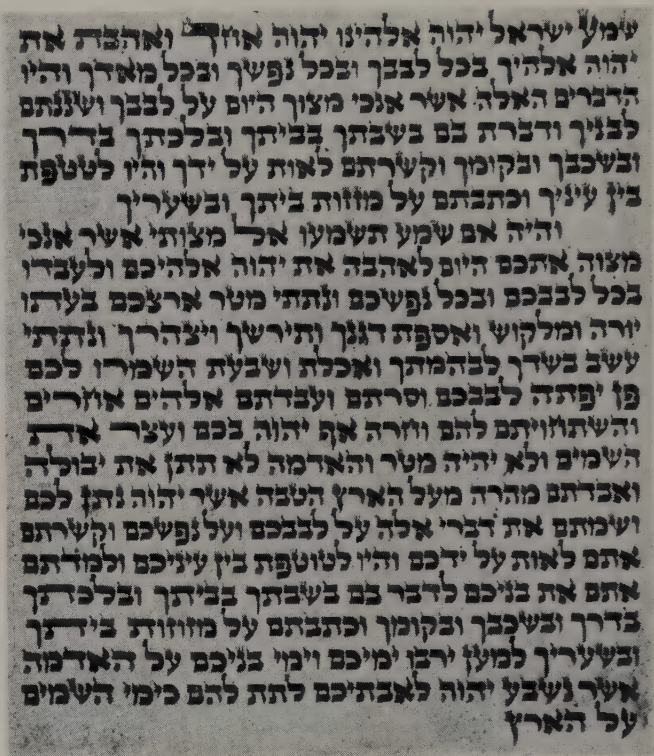 שמע ישראל יהוה אלהינו יהוה אחד ואהבת את
יהוה אלהיך בכל לבבך ובכל נפשך ובכל מאדך והיו
הדברים האלה אשר אנכי מצוך היום על לבבך ושננתם
לבניך ודברת בם בשבתך בביתך ובלכתך בדרך
ובשכבך ובקומך וקשרתם לאות על ידך והיו לטטפת
בין עיניך וכתבתם על מזזות ביתך ובשעריך
והיה אם שמע תשמעו אל מצותי אשר אנכי
מצוה אתכם היום לאהבה את יהוה אלהיכם ולעבדו
בכל לבבכם ובכל נפשכם ונתתי מטר ארצכם בעתו
יורה ומלקוש ואספת דגנך ותירשך ויצהרך ונתתי
עשב בשדך לבהמתך ואכלת ושבעת השמרו לכם
פן יפתה לבבכם וסרתם ועבדתם אלהים אחרים
והשתחויתם להם וחרה אף יהוה בכם ועצר את
השמים ולא יהיה מטר והאדמה לא תתן את יבולה
ואבדתם מהרה מעל הארץ הטבה אשר יהוה נתן לכם
ושמתם את דברי אלה על לבבכם ועל נפשכם וקשרתם
אתם לאות על ידכם והיו לטוטפת בין עיניכם ולמדתם
אתם את בניכם לדבר בם בשבתך בביתך ובלכתך
בדרך ובשכבך ובקומך וכתבתם על מזוזות ביתך
ובשעריך למען ירבו ימיכם וימי בניכם על האדמה
אשר נשבע יהוה לאבתיכם לתת להם כימי השמים
על הארץ